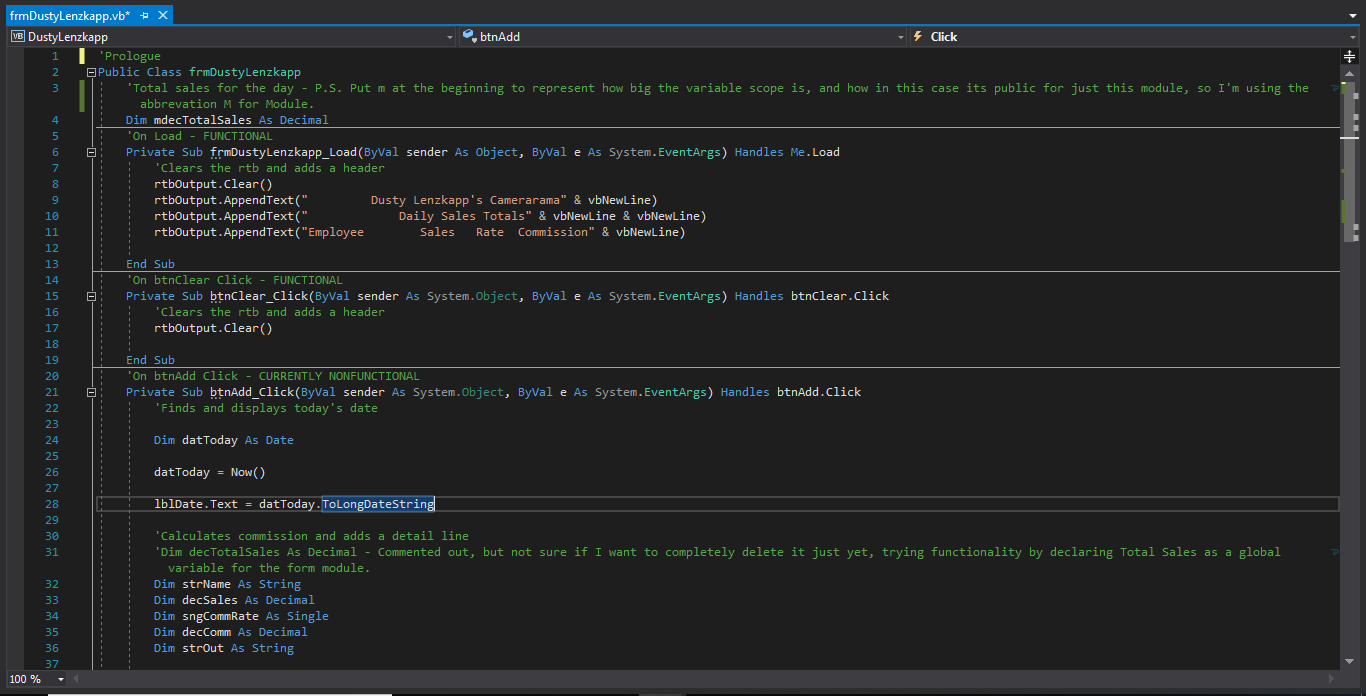 frmDustyLenzkapp.vb*
DustyLenzkapp
btnAdd
Click
1 'Prologue
2 Public Class frmDustyLenzkapp
3 'Total sales for the day - P.S. Put m at the beginning to represent how big the variable scope is, and how in this case its public for just this module, so I'm using the
abbrevation M for Module.
4 Dim mdecTotalSales As Decimal
5 'On Load - FUNCTIONAL
6 Private Sub frmDustyLenzkapp_Load(ByVal sender As Object, ByVal e As System.EventArgs) Handles Me.Load
7 'Clears the rtb and adds a header
8 rtbOutput.Clear()
9 rtbOutput.AppendText("         Dusty Lenzkapp's Camerarama" & vbNewLine)
10 rtbOutput.AppendText("             Daily Sales Totals" & vbNewLine & vbNewLine)
11 rtbOutput.AppendText("Employee        Sales   Rate  Commission" & vbNewLine)
12
13 End Sub
14 'On btnClear Click - FUNCTIONAL
15 Private Sub btnClear_Click(ByVal sender As System.Object, ByVal e As System.EventArgs) Handles btnClear.Click
16 'Clears the rtb and adds a header
17 rtbOutput.Clear()
18
19 End Sub
20 'On btnAdd Click - CURRENTLY NONFUNCTIONAL
21 Private Sub btnAdd_Click(ByVal sender As System.Object, ByVal e As System.EventArgs) Handles btnAdd.Click
22 'Finds and displays today's date
23
24 Dim datToday As Date
25
26 datToday = Now()
27
28 lblDate.Text = datToday.ToLongDateString
29
30 'Calculates commission and adds a detail line
31 'Dim decTotalSales As Decimal - Commented out, but not sure if I want to completely delete it just yet, trying functionality by declaring Total Sales as a global
variable for the form module.
32 Dim strName As String
33 Dim decSales As Decimal
34 Dim sngCommRate As Single
35 Dim decComm As Decimal
36 Dim strOut As String
37
100 %